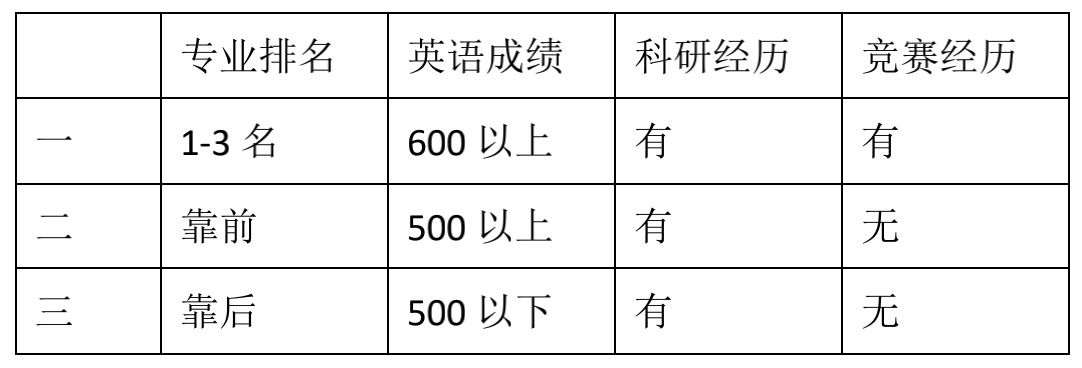 专业排名 英语成绩 科研经历 竞赛经历
一 1-3 名 600 以上 有 有
二 靠前 500 以上 有 无
三 靠后 500 以下 有 无